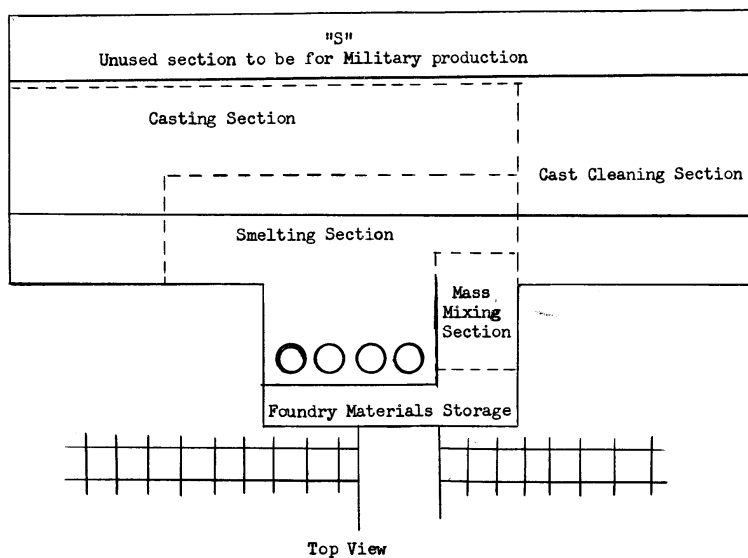 "S"
Unused section to be for Military production
Casting Section
Cast Cleaning Section
Smelting Section
Mass
Mixing
Section
Foundry Materials Storage
Top View